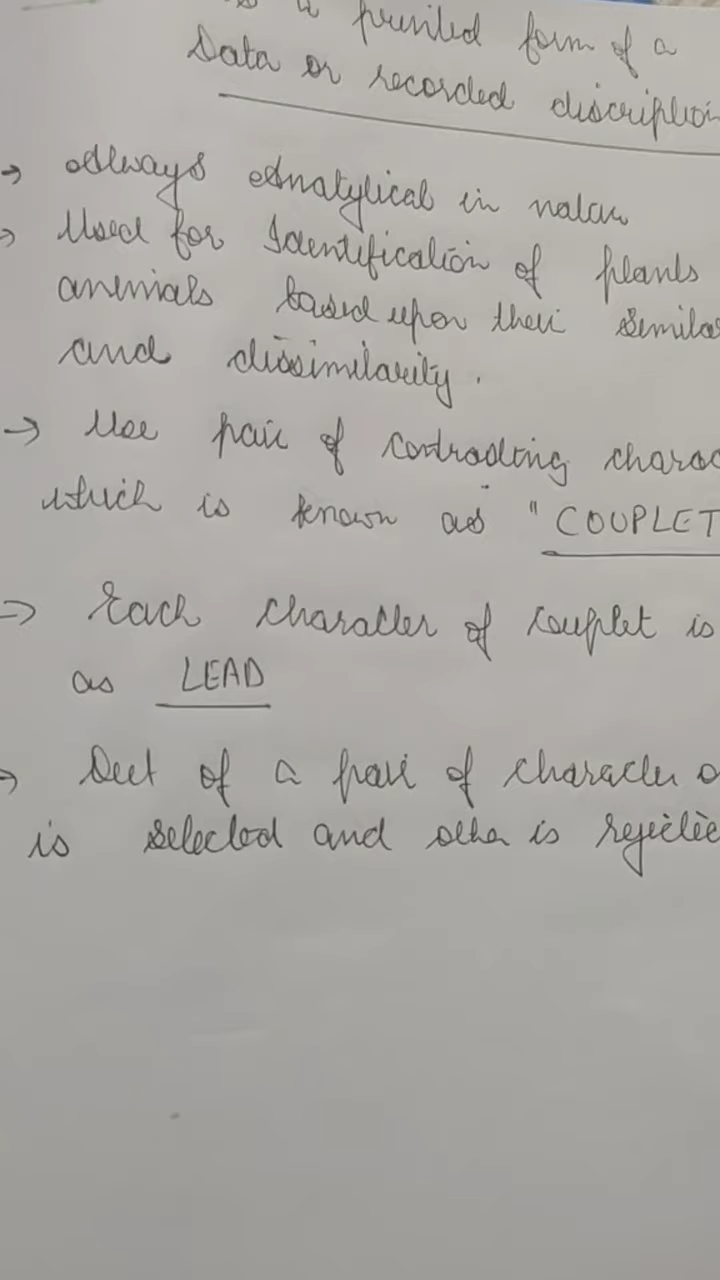 printed form of a
Data or recorded discription
→ Always Analytical in natur
→ Used for Identification of plants
animals based upon their similar
and dissimilarity.
→ Use pair of contrasting charac
which is known as "COUPLET
⇒ Each character of couplet is
as LEAD
→ Out of a pair of character o
is selected and other is rejecte